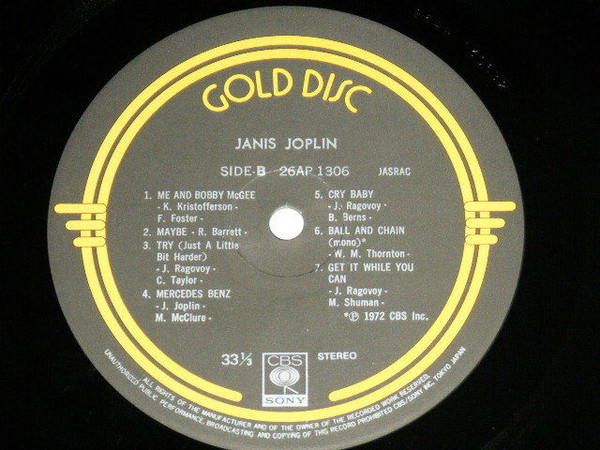 GOLD DISC
JANIS JOPLIN
SIDE-B 26AP 1306 JASRAC
1. ME AND BOBBY McGEE
- K. Kristofferson -
F. Foster -
2. MAYBE - R. Barrett -
3. TRY (Just A Little
Bit Harder)
- J. Ragovoy -
C. Taylor -
4. MERCEDES BENZ
- J. Joplin -
M. McClure -
5. CRY BABY
- J. Ragovoy -
B. Berns -
6. BALL AND CHAIN
(mono)*
- W. M. Thornton -
7. GET IT WHILE YOU
CAN
- J. Ragovoy -
M. Shuman -
*Ⓟ 1972 CBS Inc.
33⅓ CBS STEREO
SONY
ALL RIGHTS OF THE MANUFACTURER AND OF THE OWNER OF THE RECORDED WORK RESERVED.
UNAUTHORIZED PUBLIC PERFORMANCE, BROADCASTING AND COPYING OF THIS RECORD PROHIBITED CBS/SONY INC. TOKYO JAPAN